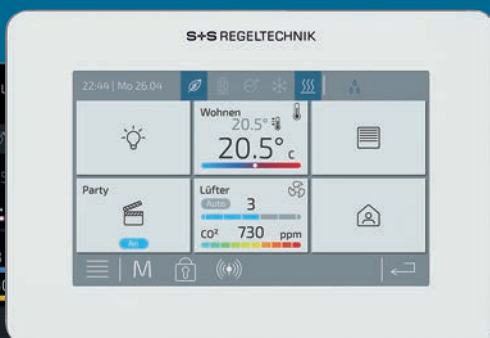 S+S REGELTECHNIK
22:44 | Mo 26.04
Wohnen
20.5°
20.5° c
Party
An
Lüfter
Auto 3
CO² 730 ppm
M